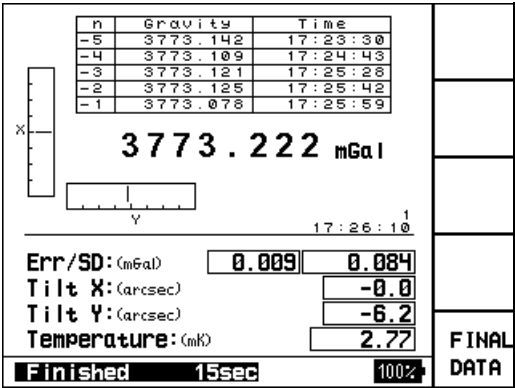 n Gravity Time
-5 3773.142 17:23:30
-4 3773.109 17:24:43
-3 3773.121 17:25:28
-2 3773.125 17:25:42
-1 3773.078 17:25:59
X
3773.222 mGal
Y
1
17:26:10
Err/SD:(mGal) 0.009 0.084
Tilt X:(arcsec) -0.0
Tilt Y:(arcsec) -6.2
Temperature:(mK) 2.77
Finished 15sec 100%
FINAL
DATA